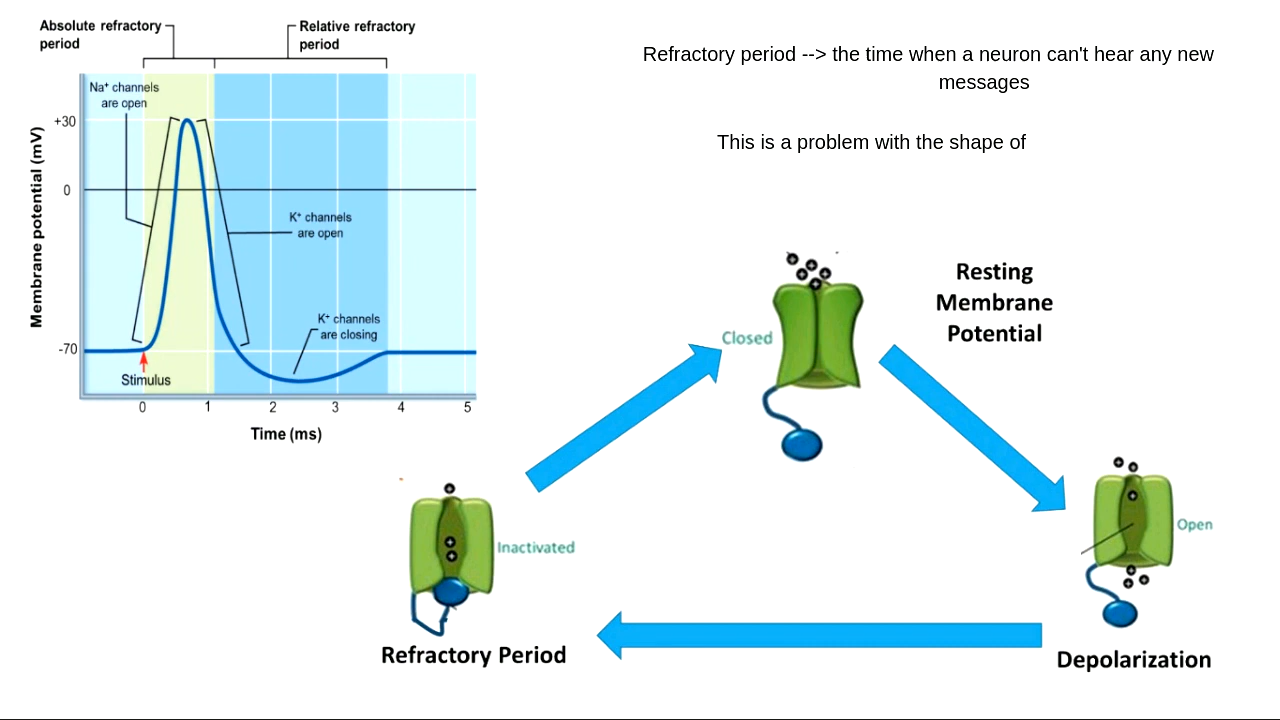 Absolute refractory
period
Relative refractory
period
Refractory period --> the time when a neuron can't hear any new
messages
This is a problem with the shape of
Na⁺ channels
are open
+30
0
-70
Membrane potential (mV)
K⁺ channels
are open
K⁺ channels
are closing
Stimulus
0 1 2 3 4 5
Time (ms)
Closed
Resting
Membrane
Potential
Open
Depolarization
Inactivated
Refractory Period